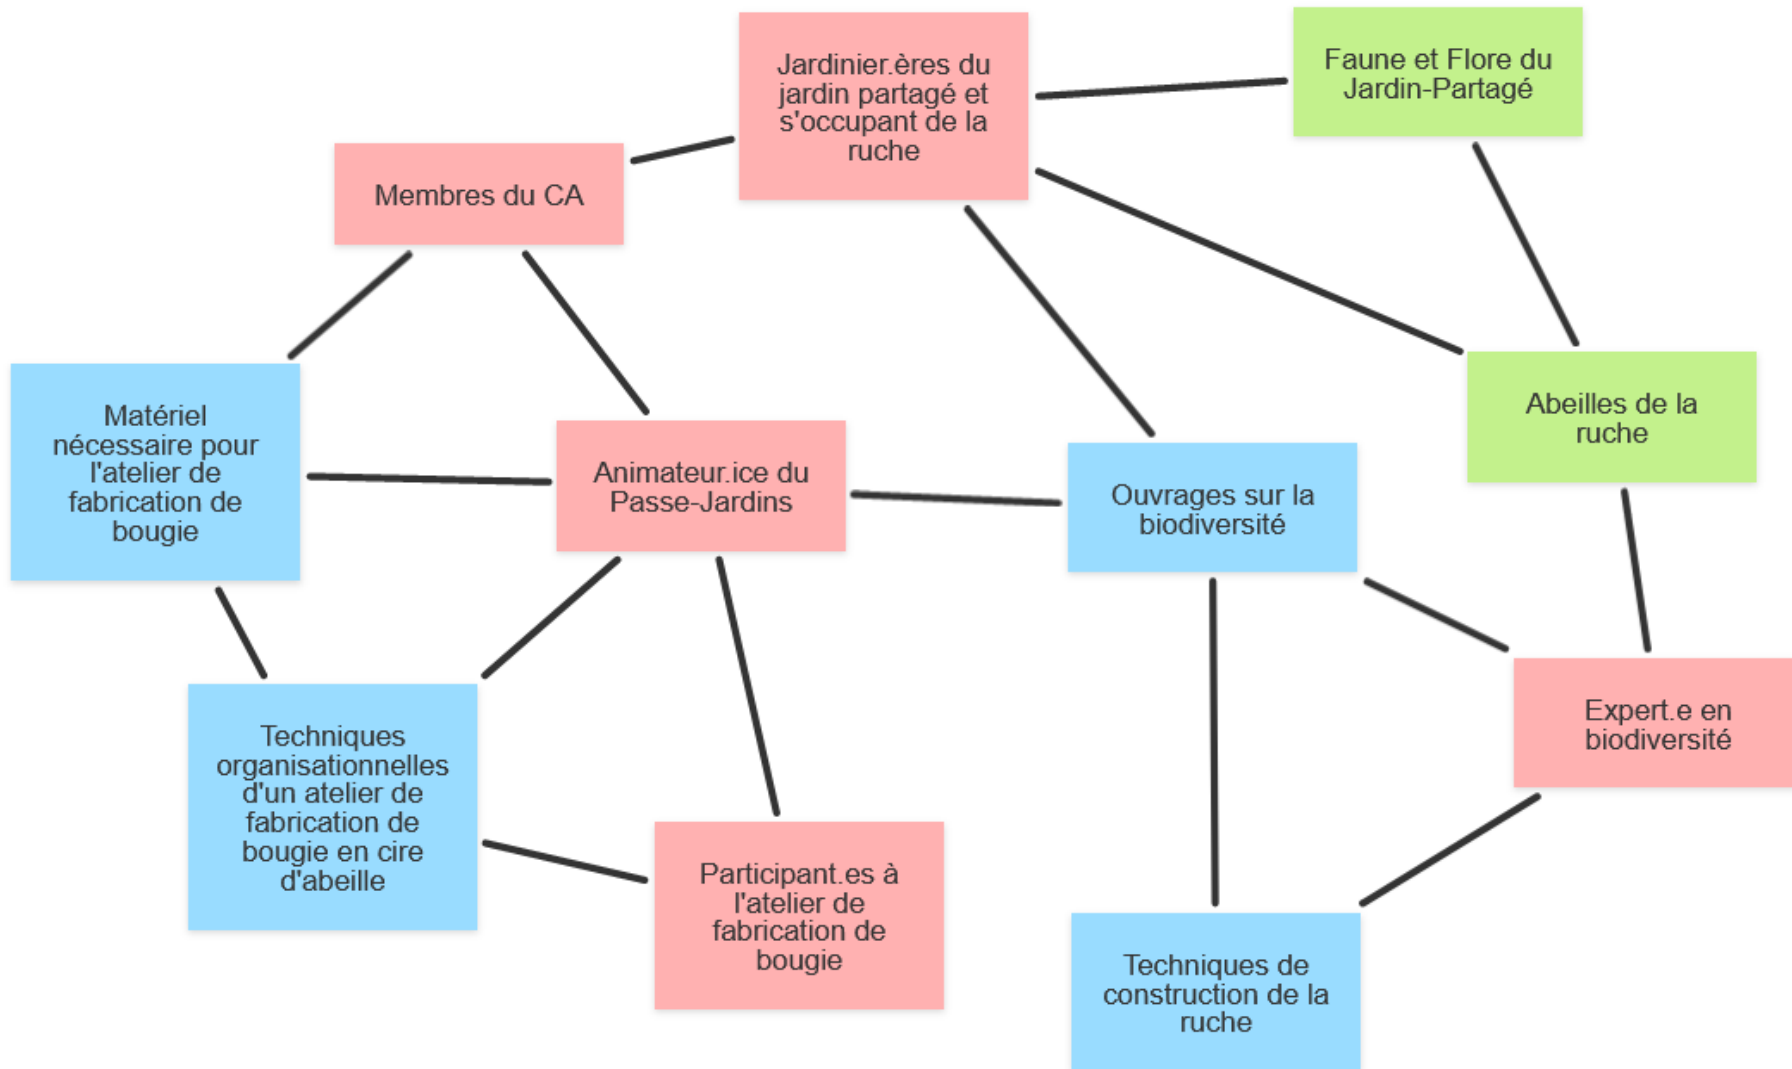 Jardinier.ères du
jardin partagé et
s'occupant de la
ruche
Faune et Flore du
Jardin-Partagé
Membres du CA
Matériel
nécessaire pour
l'atelier de
fabrication de
bougie
Animateur.ice du
Passe-Jardins
Ouvrages sur la
biodiversité
Abeilles de la
ruche
Techniques
organisationnelles
d'un atelier de
fabrication de
bougie en cire
d'abeille
Participant.es à
l'atelier de
fabrication de
bougie
Expert.e en
biodiversité
Techniques de
construction de la
ruche